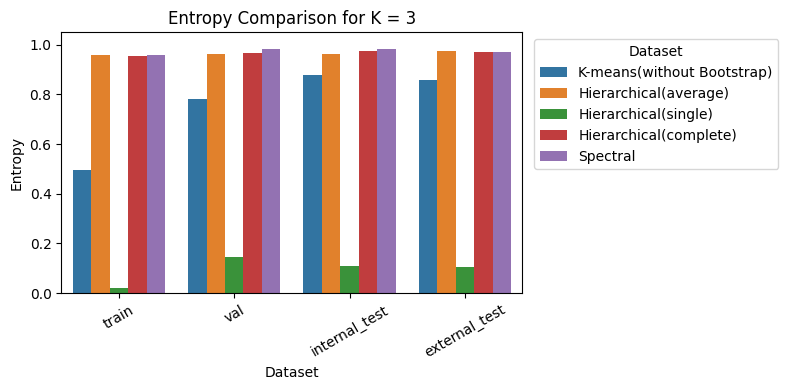 Entropy Comparison for K = 3
Entropy
1.0
0.8
0.6
0.4
0.2
0.0
train
val
internal_test
external_test
Dataset
Dataset
K-means(without Bootstrap)
Hierarchical(average)
Hierarchical(single)
Hierarchical(complete)
Spectral